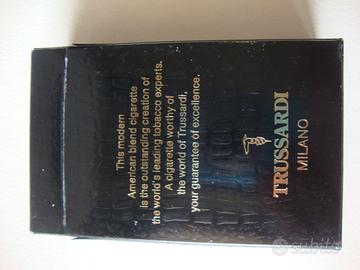 This modern
American blend cigarette
is the outstanding creation of
the world's leading tobacco experts.
A cigarette worthy of
the world of Trussardi,
your guarantee of excellence.
TRUSSARDI
MILANO
subito